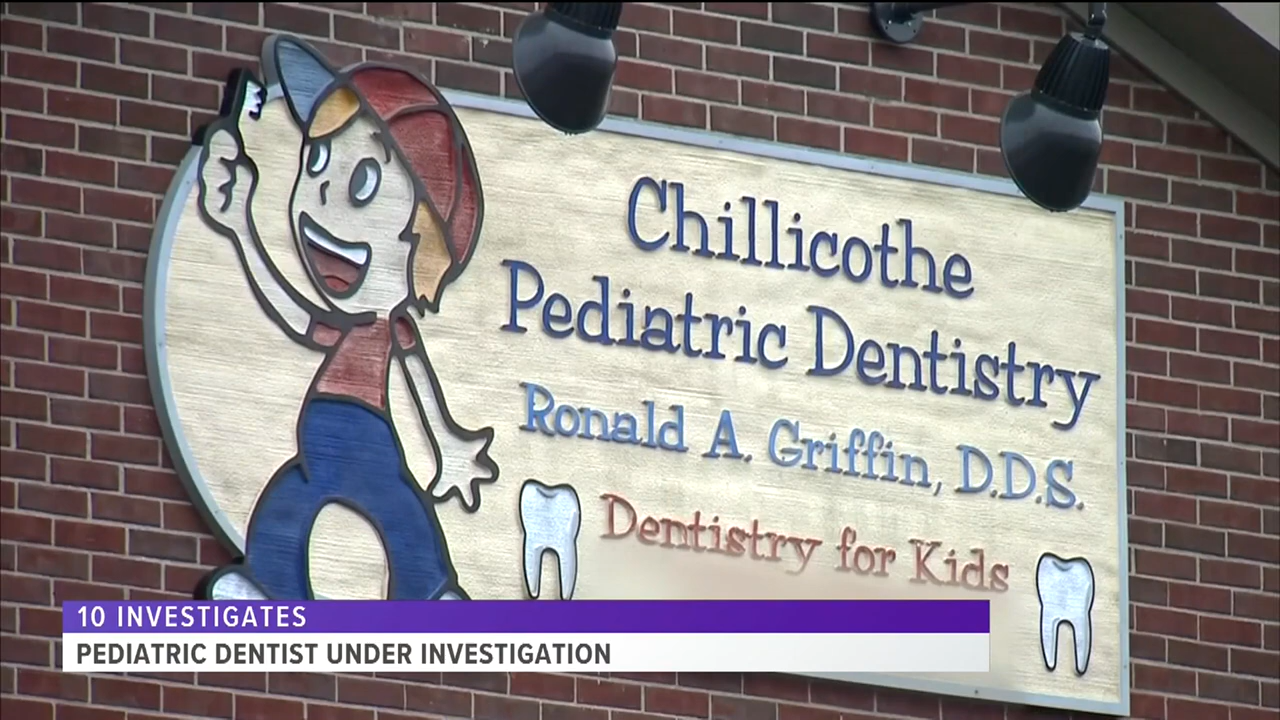 Chillicothe
Pediatric Dentistry
Ronald A. Griffin, D.D.S.
Dentistry for Kids
10 INVESTIGATES
PEDIATRIC DENTIST UNDER INVESTIGATION